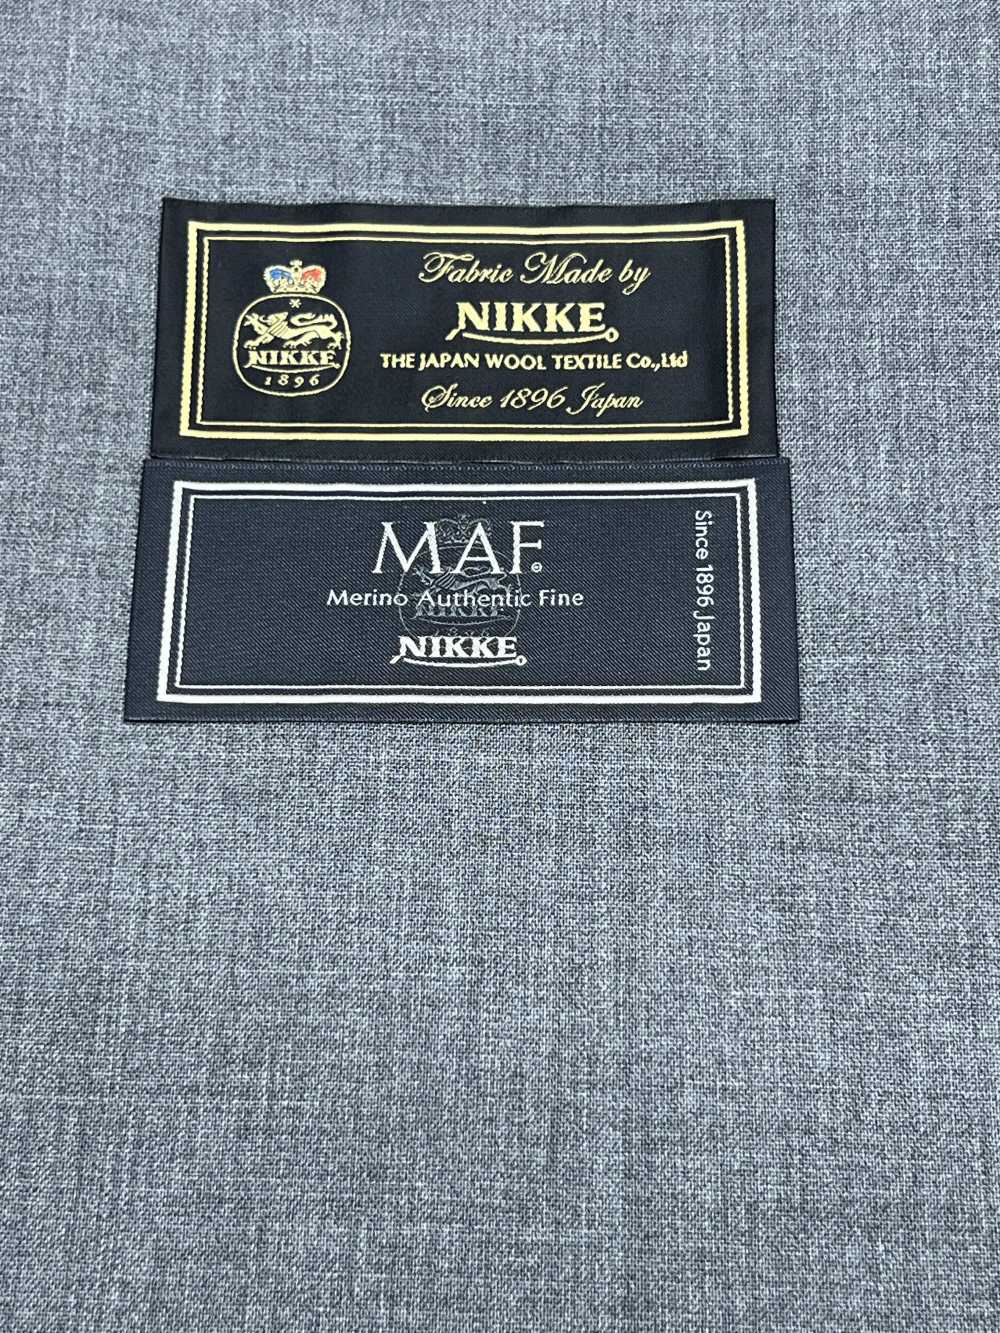 Fabric Made by
NIKKE
THE JAPAN WOOL TEXTILE Co.,Ltd
Since 1896 Japan
NIKKE
1896
MAF
Merino Authentic Fine
NIKKE
Since 1896 Japan
NIKKE